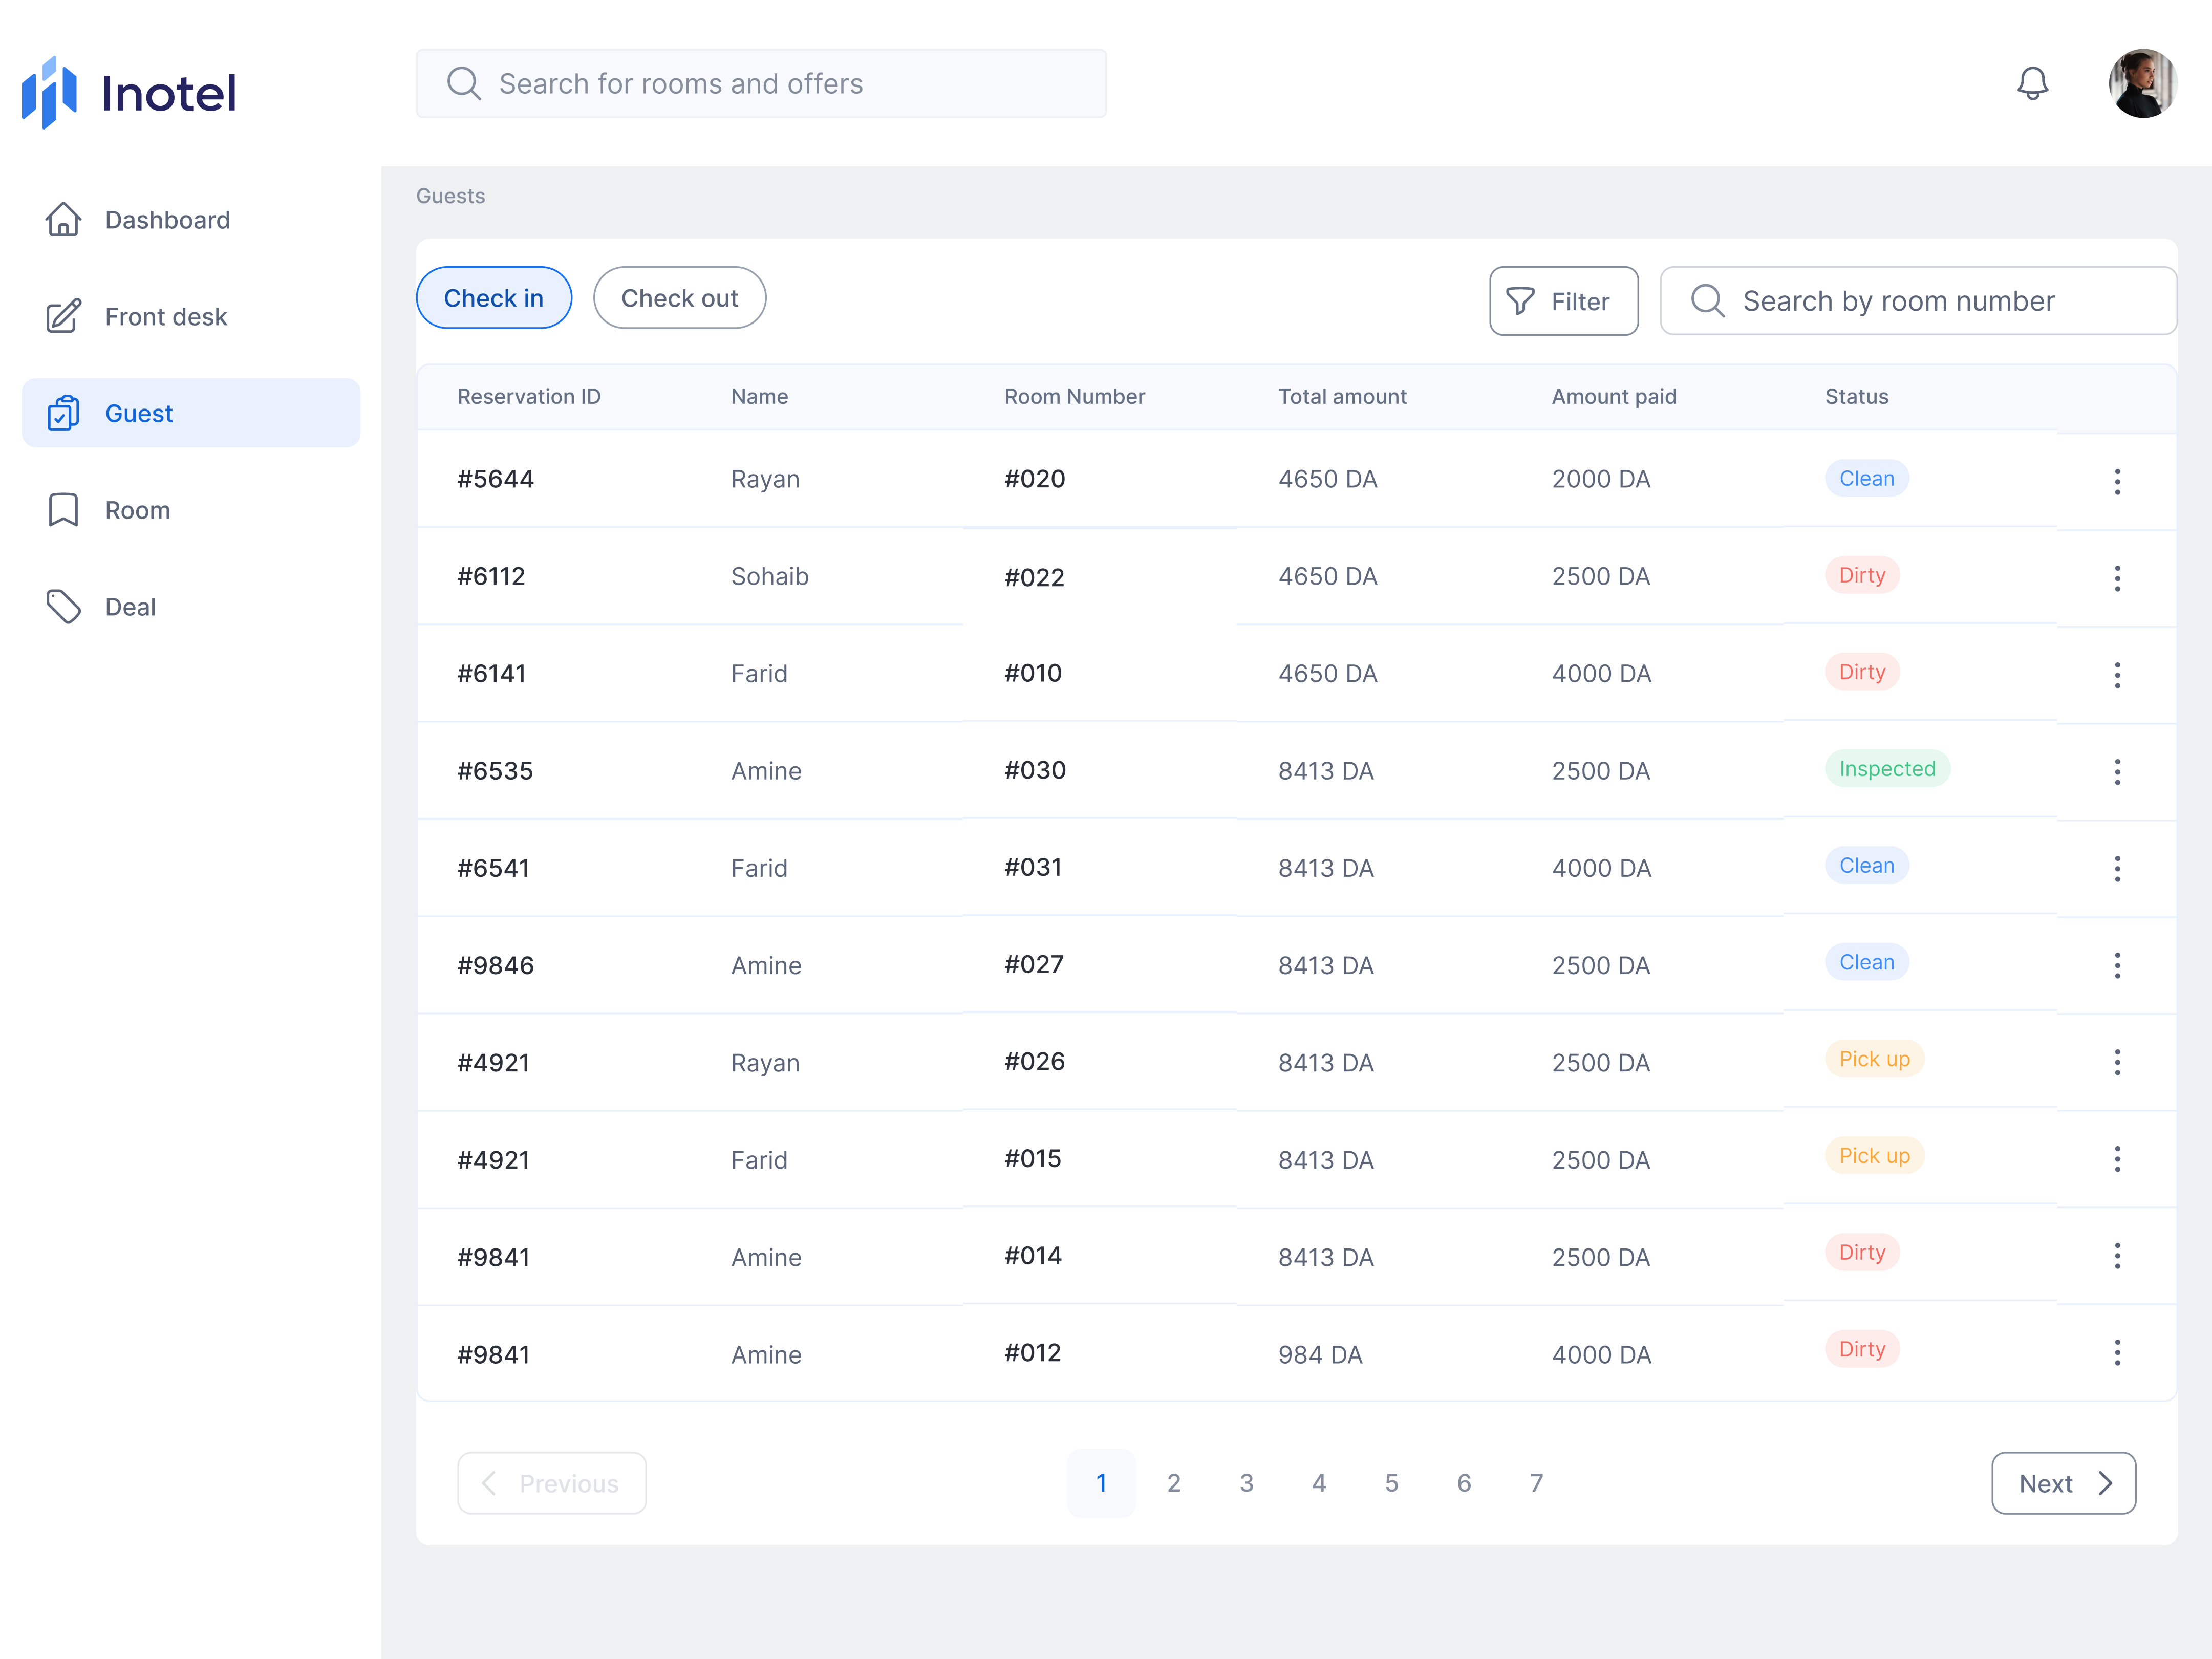 Inotel
Search for rooms and offers
Dashboard
Front desk
Guest
Room
Deal
Guests
Check in Check out Filter Search by room number
Reservation ID Name Room Number Total amount Amount paid Status
#5644 Rayan #020 4650 DA 2000 DA Clean
#6112 Sohaib #022 4650 DA 2500 DA Dirty
#6141 Farid #010 4650 DA 4000 DA Dirty
#6535 Amine #030 8413 DA 2500 DA Inspected
#6541 Farid #031 8413 DA 4000 DA Clean
#9846 Amine #027 8413 DA 2500 DA Clean
#4921 Rayan #026 8413 DA 2500 DA Pick up
#4921 Farid #015 8413 DA 2500 DA Pick up
#9841 Amine #014 8413 DA 2500 DA Dirty
#9841 Amine #012 984 DA 4000 DA Dirty
Previous 1 2 3 4 5 6 7 Next